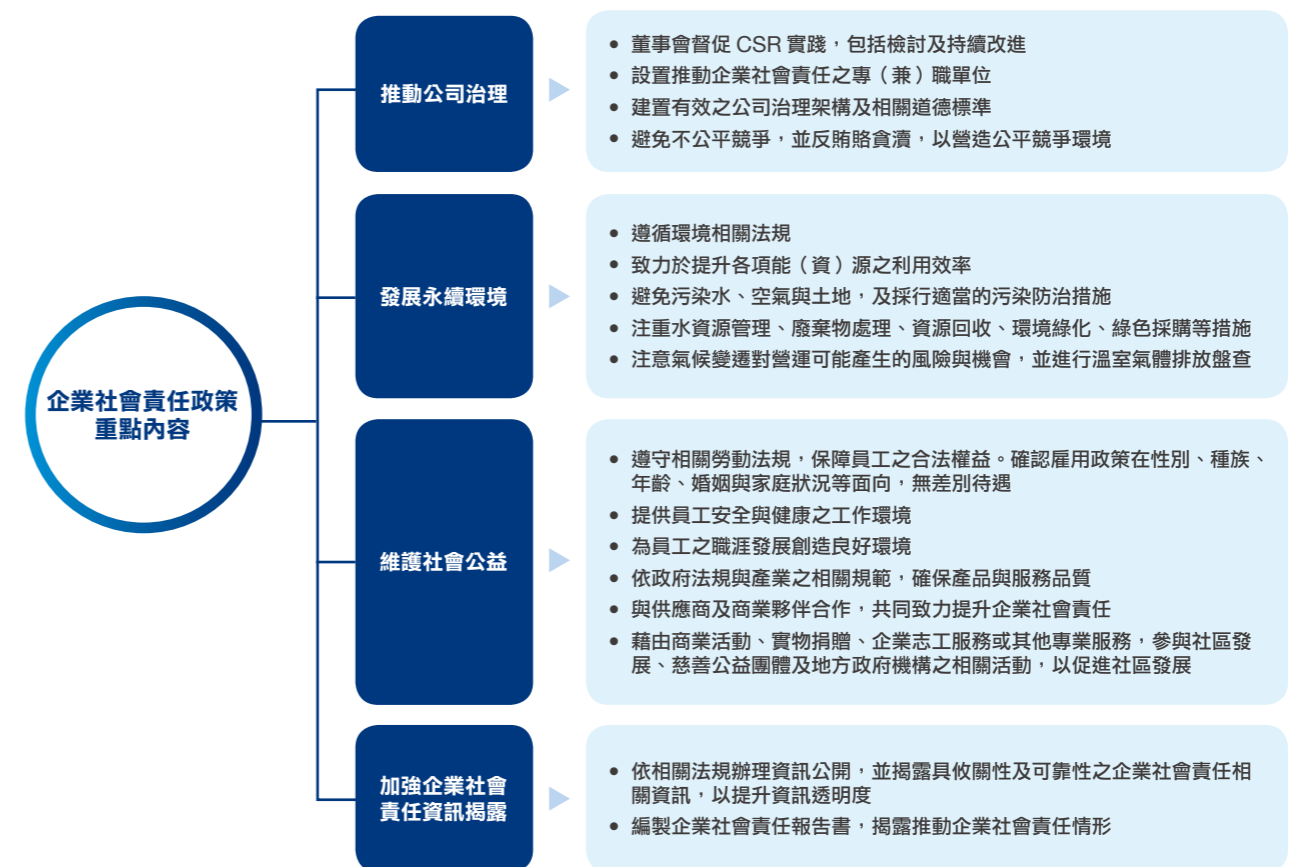 企業社會責任政策
重點內容
推動公司治理
• 董事會督促 CSR 實踐，包括檢討及持續改進
• 設置推動企業社會責任之專（兼）職單位
• 建置有效之公司治理架構及相關道德標準
• 避免不公平競爭，並反賄賂貪瀆，以營造公平競爭環境
發展永續環境
• 遵循環境相關法規
• 致力於提升各項能（資）源之利用效率
• 避免污染水、空氣與土地，及採行適當的污染防治措施
• 注重水資源管理、廢棄物處理、資源回收、環境綠化、綠色採購等措施
• 注意氣候變遷對營運可能產生的風險與機會，並進行溫室氣體排放盤查
維護社會公益
• 遵守相關勞動法規，保障員工之合法權益。確認雇用政策在性別、種族、
年齡、婚姻與家庭狀況等面向，無差別待遇
• 提供員工安全與健康之工作環境
• 為員工之職涯發展創造良好環境
• 依政府法規與產業之相關規範，確保產品與服務品質
• 與供應商及商業夥伴合作，共同致力提升企業社會責任
• 藉由商業活動、實物捐贈、企業志工服務或其他專業服務，參與社區發
展、慈善公益團體及地方政府機構之相關活動，以促進社區發展
加強企業社會
責任資訊揭露
• 依相關法規辦理資訊公開，並揭露具攸關性及可靠性之企業社會責任相
關資訊，以提升資訊透明度
• 編製企業社會責任報告書，揭露推動企業社會責任情形